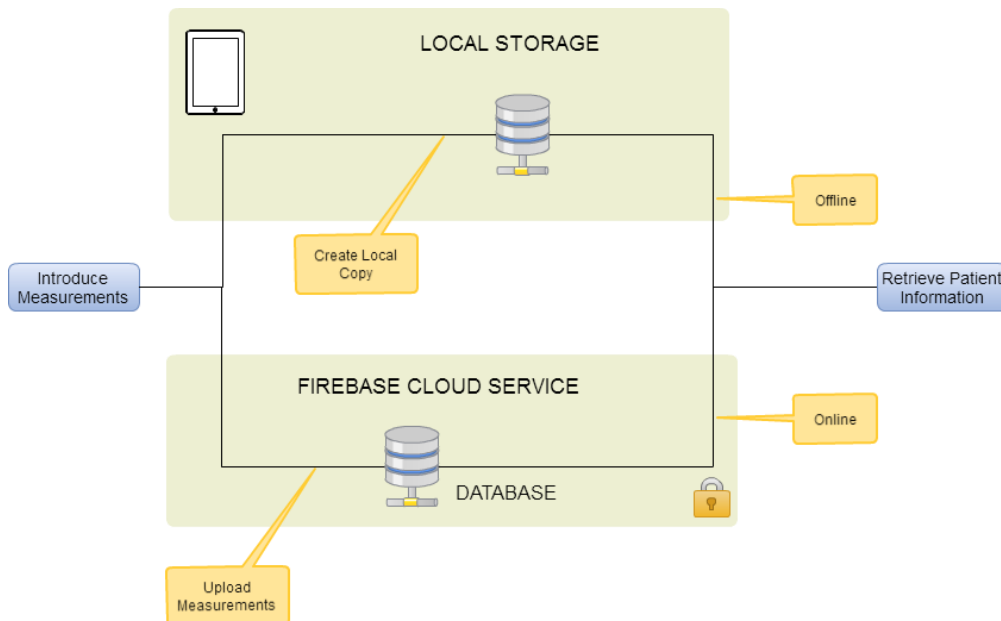 LOCAL STORAGE
Offline
Create Local
Copy
Introduce
Measurements
Retrieve Patient
Information
FIREBASE CLOUD SERVICE
Online
DATABASE
Upload
Measurements